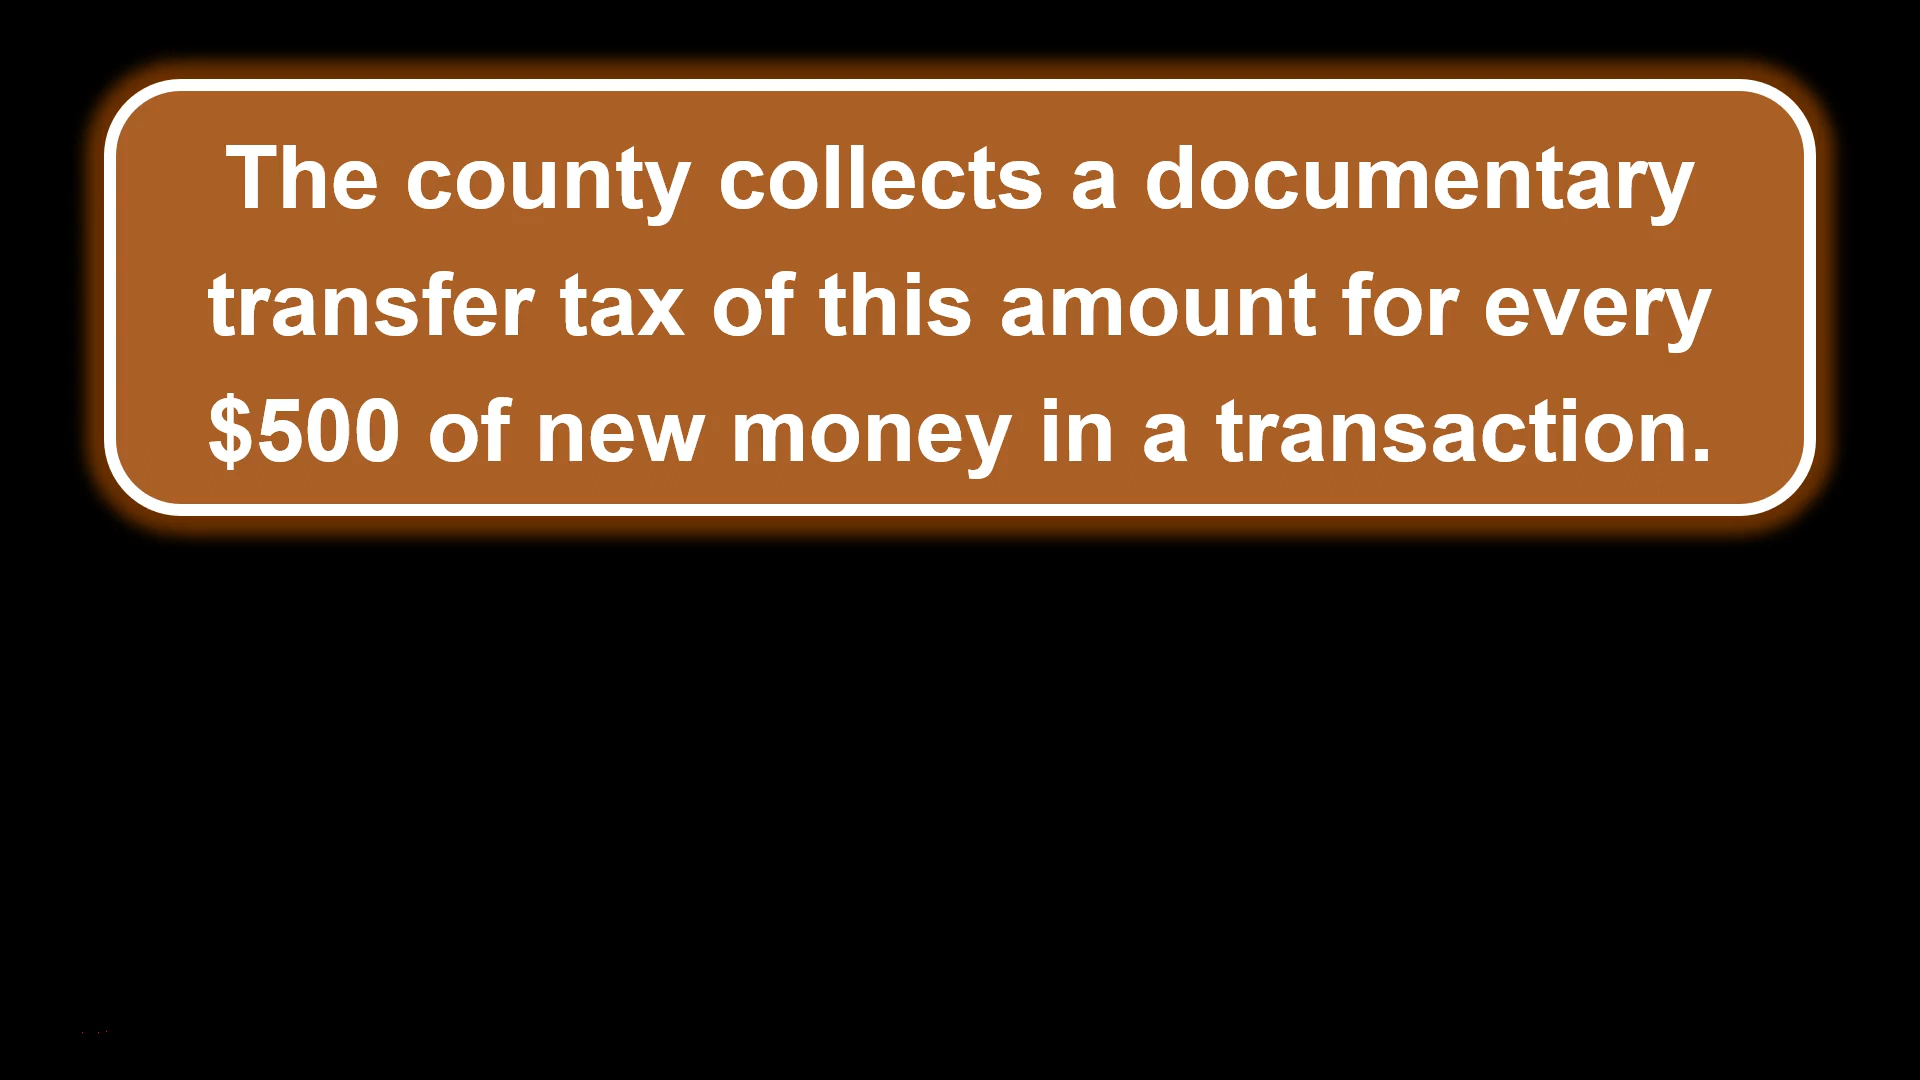 The county collects a documentary
transfer tax of this amount for every
$500 of new money in a transaction.